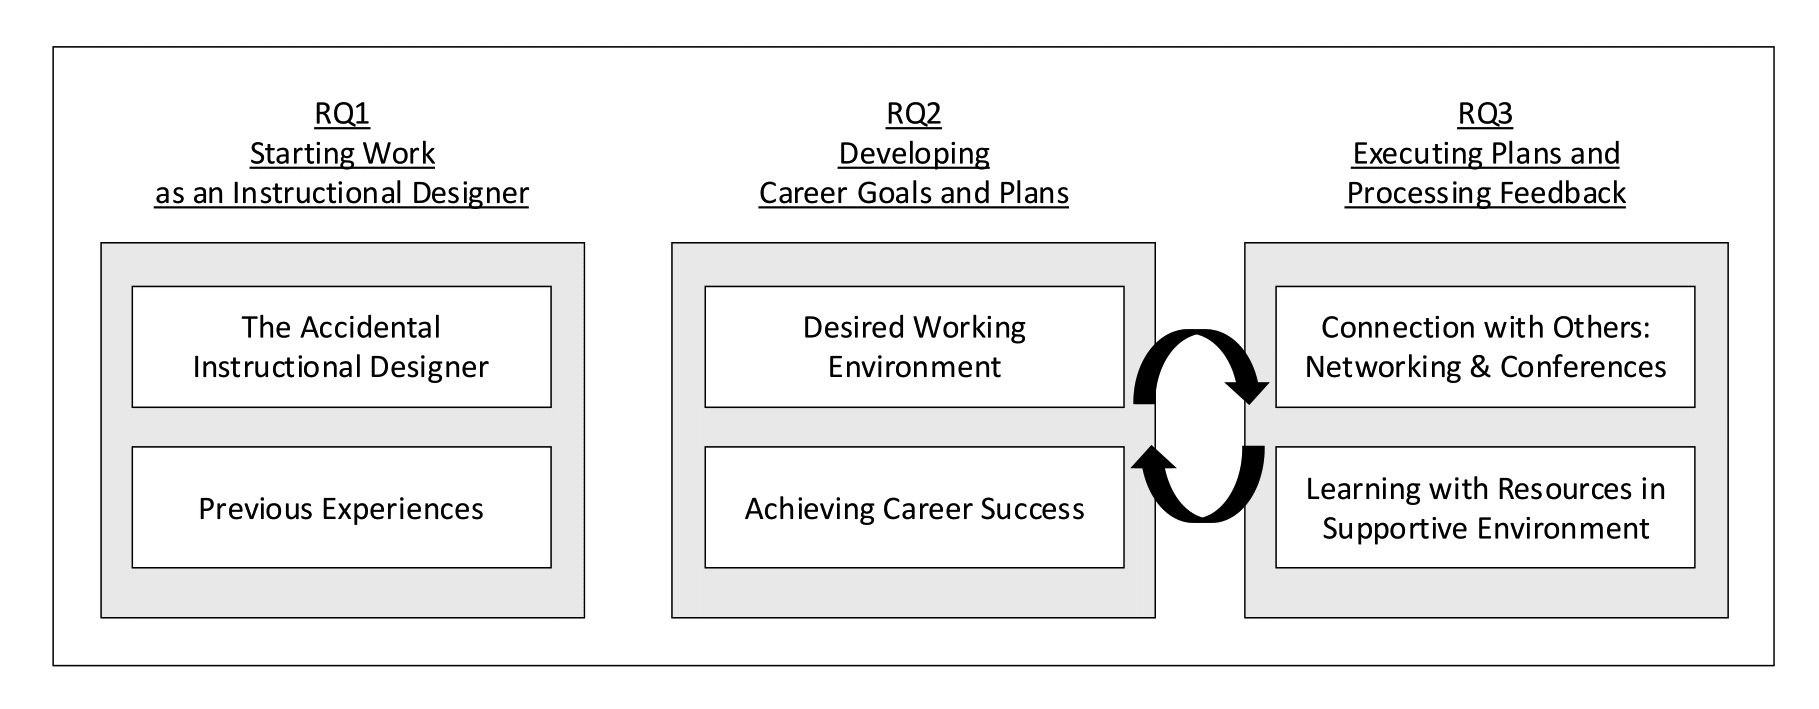 RQ1
Starting Work
as an Instructional Designer
The Accidental
Instructional Designer
Previous Experiences
RQ2
Developing
Career Goals and Plans
Desired Working
Environment
Achieving Career Success
RQ3
Executing Plans and
Processing Feedback
Connection with Others:
Networking & Conferences
Learning with Resources in
Supportive Environment